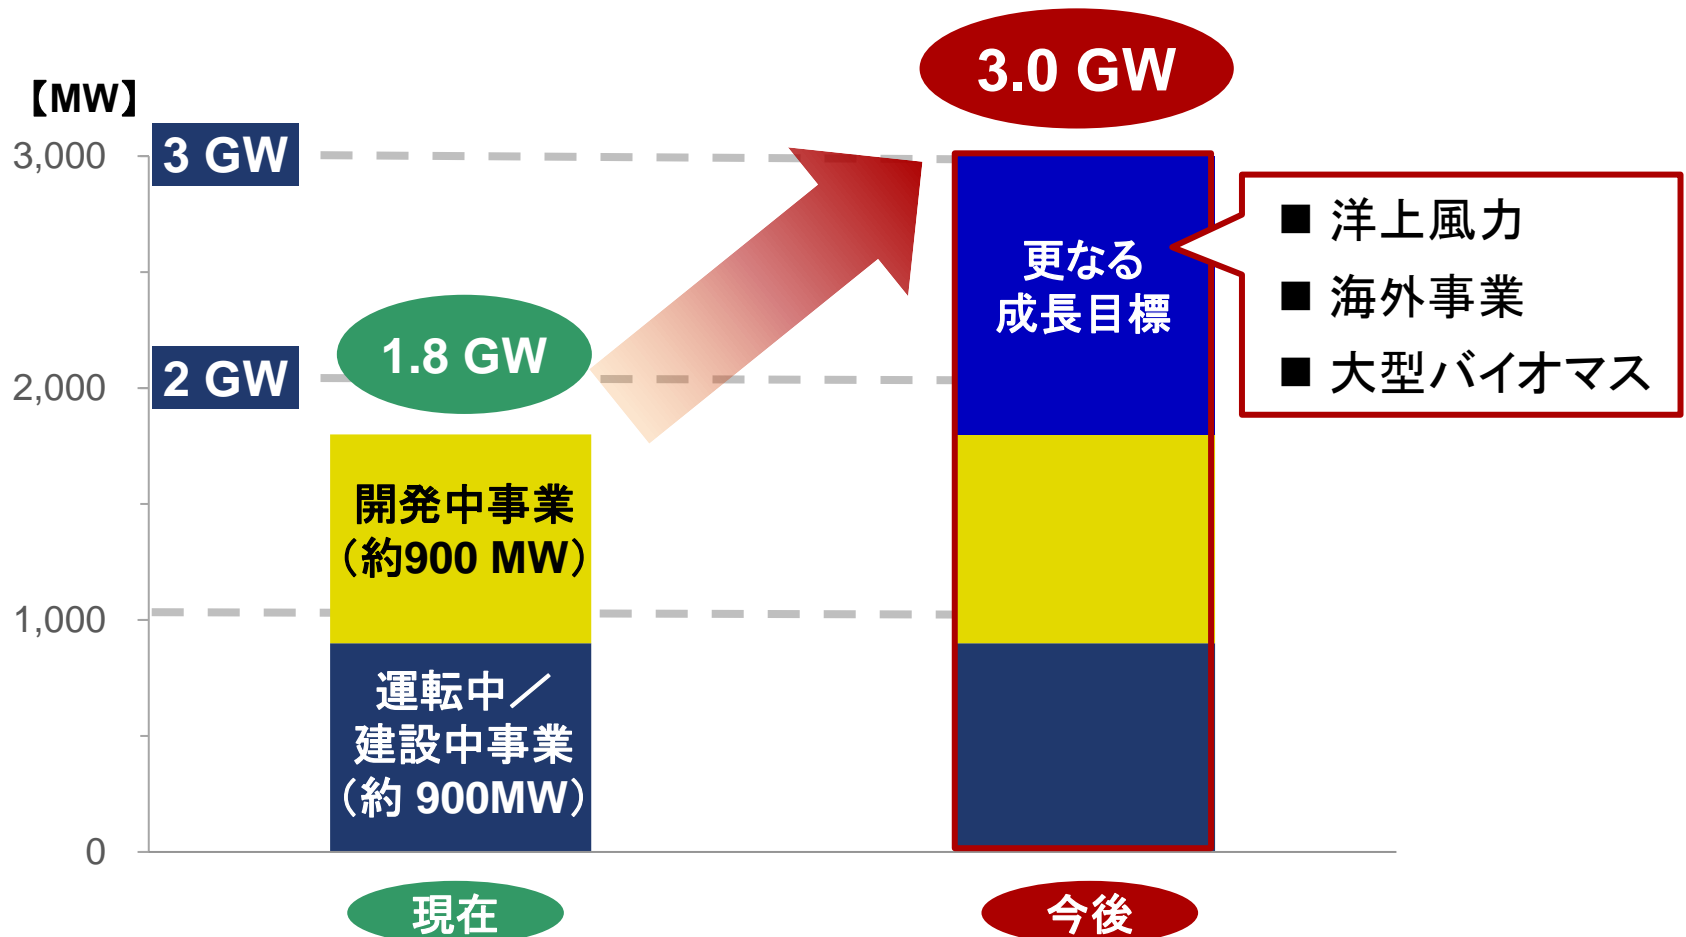 3.0 GW
【MW】
3,000
3 GW
2,000
2 GW
1,000
0
1.8 GW
開発中事業
（約900 MW）
運転中／
建設中事業
（約 900MW）
更なる
成長目標
■ 洋上風力
■ 海外事業
■ 大型バイオマス
現在
今後